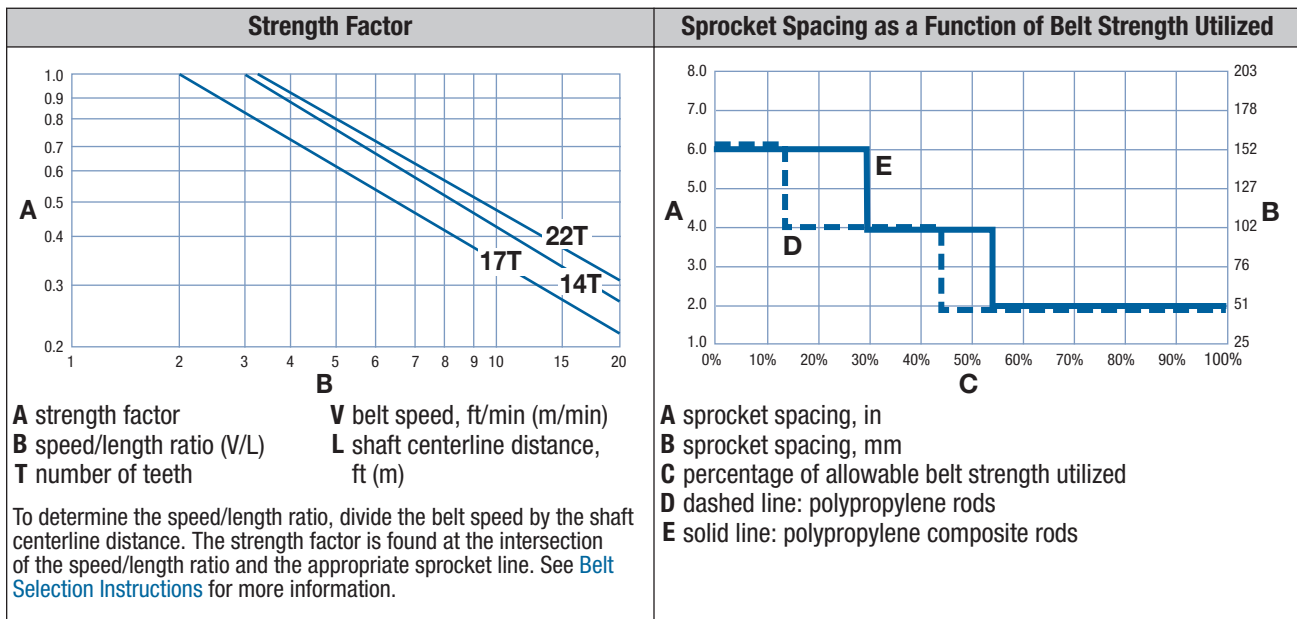 Strength Factor
1.0
0.9
0.8
0.7
0.6
0.5
0.4
0.3
0.2
A
22T
17T
14T
1 2 3 4 5 6 7 8 9 10 15 20
B
A strength factor
B speed/length ratio (V/L)
T number of teeth
V belt speed, ft/min (m/min)
L shaft centerline distance,
ft (m)
To determine the speed/length ratio, divide the belt speed by the shaft
centerline distance. The strength factor is found at the intersection
of the speed/length ratio and the appropriate sprocket line. See Belt
Selection Instructions for more information.
Sprocket Spacing as a Function of Belt Strength Utilized
8.0
7.0
6.0
5.0
4.0
3.0
2.0
1.0
A
E
D
203
178
152
127
102
76
51
25
B
0% 10% 20% 30% 40% 50% 60% 70% 80% 90% 100%
C
A sprocket spacing, in
B sprocket spacing, mm
C percentage of allowable belt strength utilized
D dashed line: polypropylene rods
E solid line: polypropylene composite rods